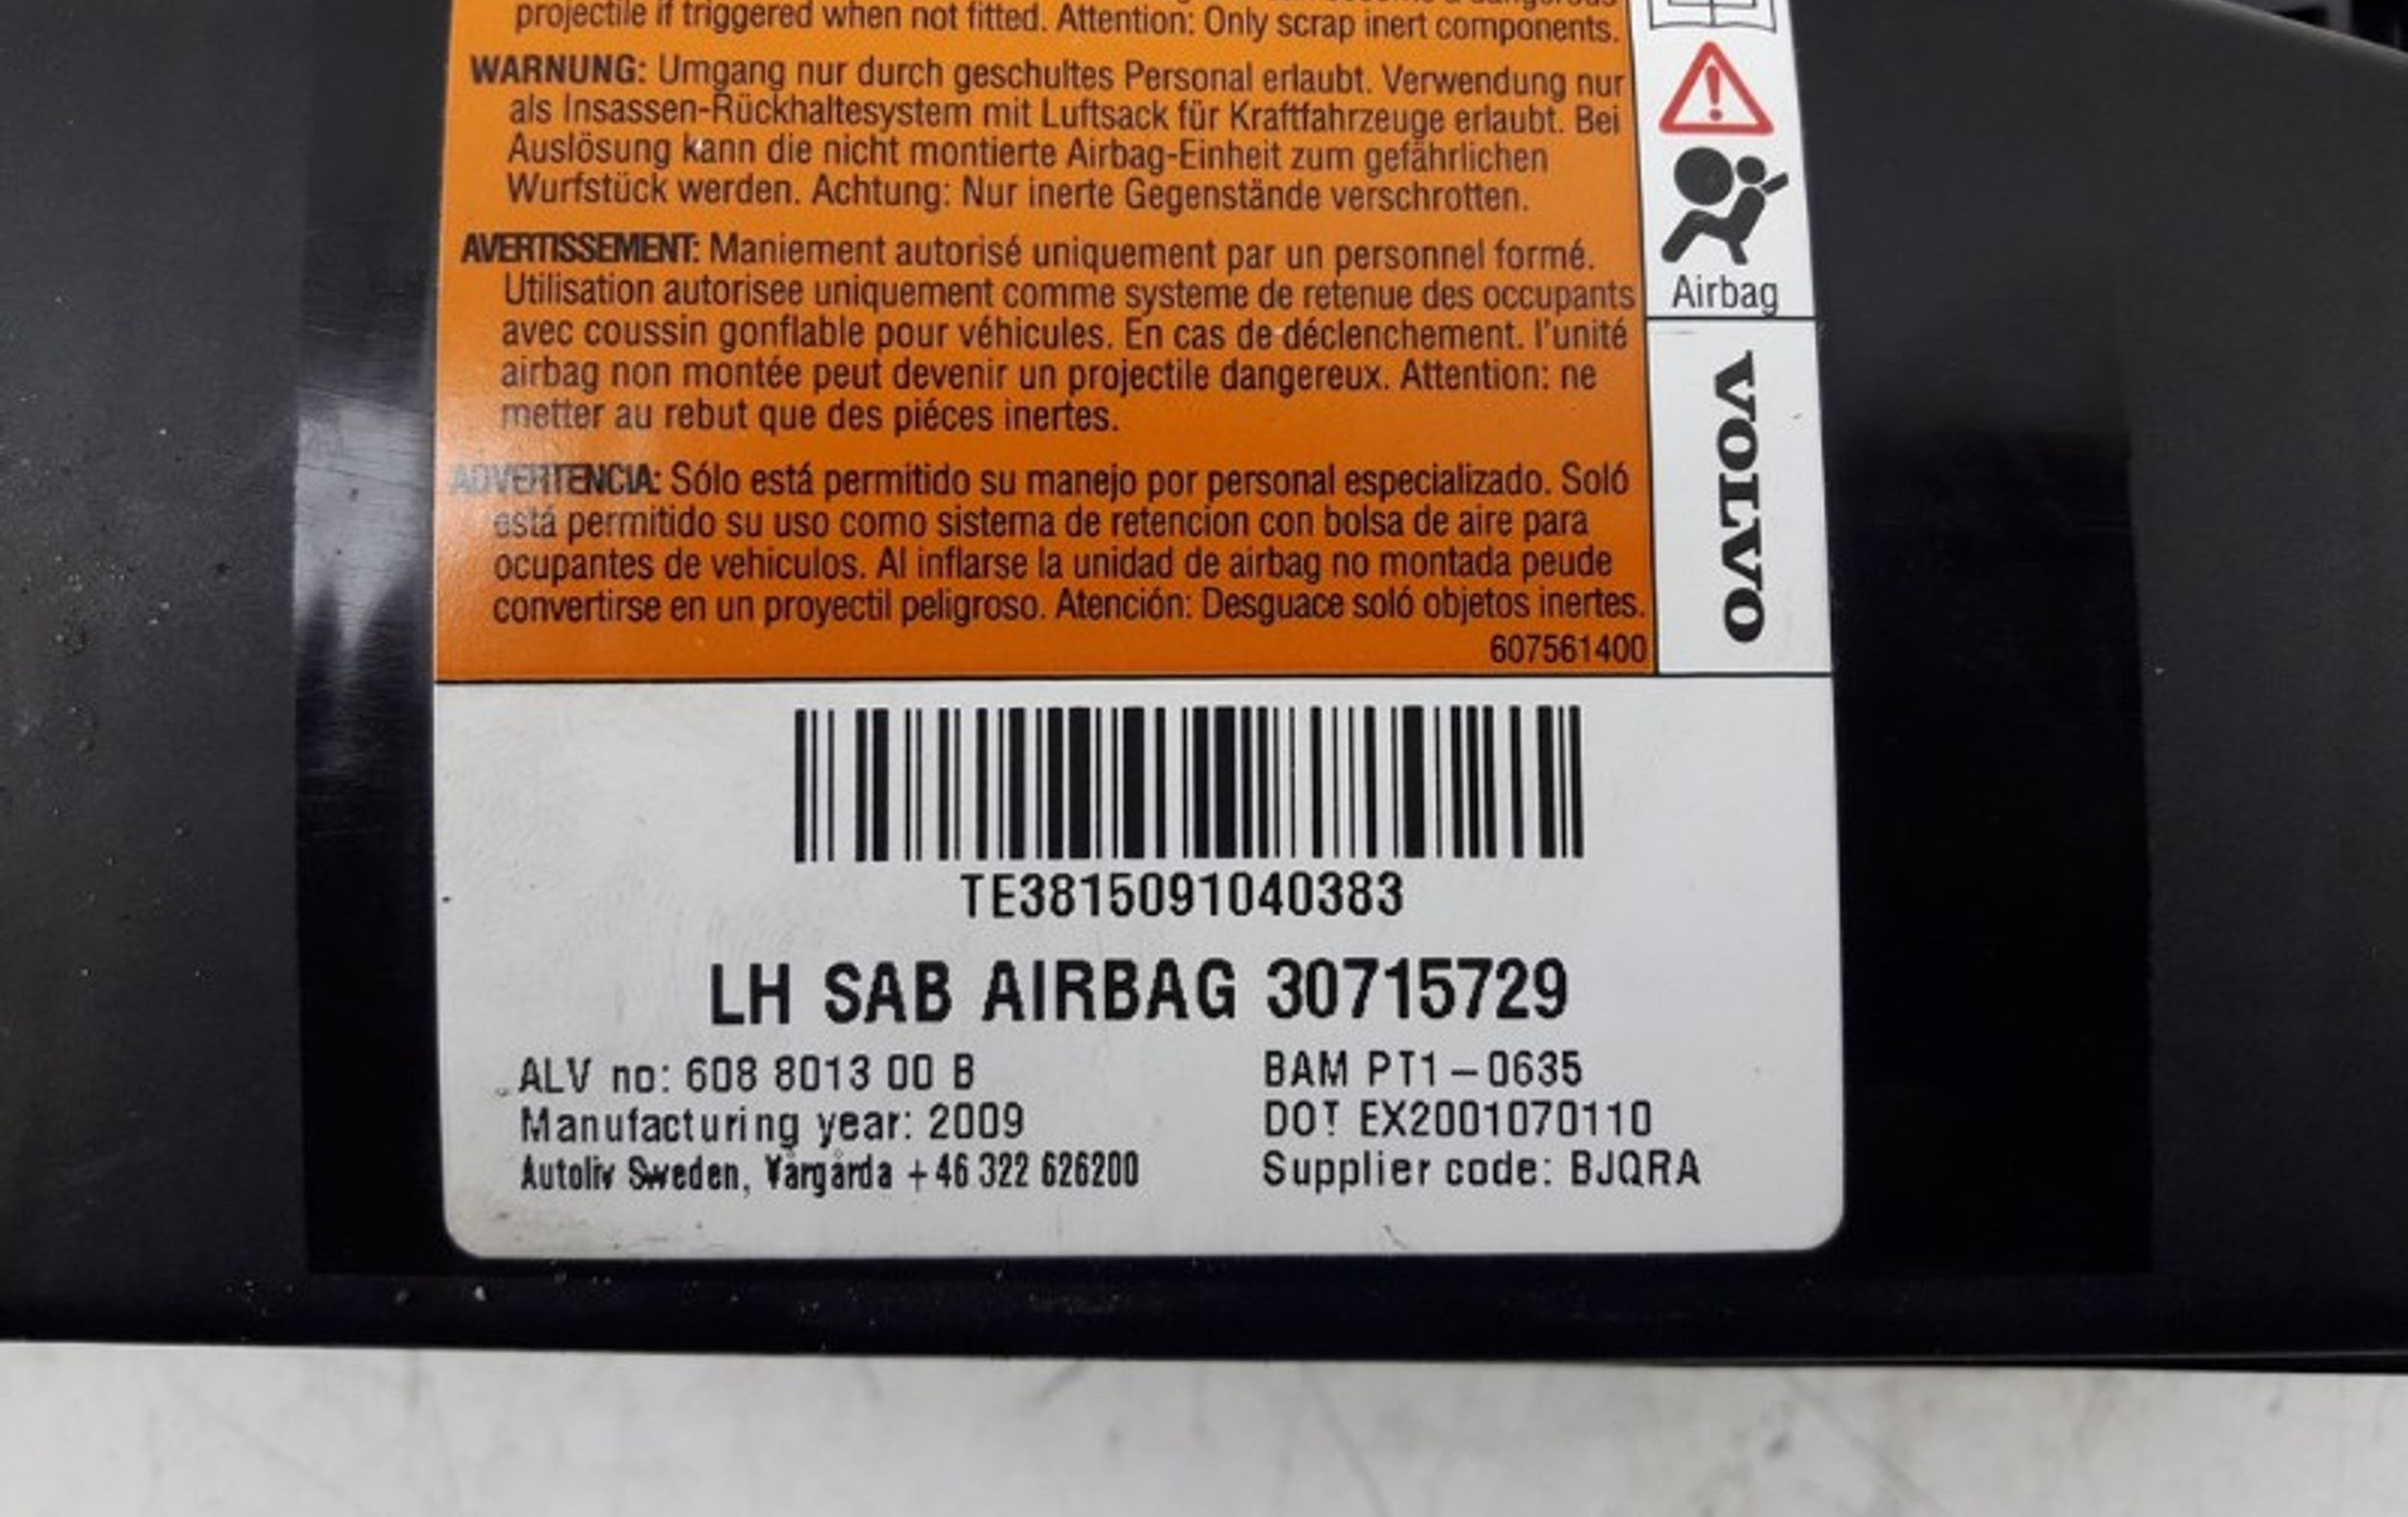 projectile if triggered when not fitted. Attention: Only scrap inert components.
WARNUNG: Umgang nur durch geschultes Personal erlaubt. Verwendung nur
als Insassen-Rückhaltesystem mit Luftsack für Kraftfahrzeuge erlaubt. Bei
Auslösung kann die nicht montierte Airbag-Einheit zum gefährlichen
Wurfstück werden. Achtung: Nur inerte Gegenstände verschrotten.
AVERTISSEMENT: Maniement autorisé uniquement par un personnel formé.
Utilisation autorisee uniquement comme systeme de retenue des occupants
avec coussin gonflable pour véhicules. En cas de déclenchement. l'unité
airbag non montée peut devenir un projectile dangereux. Attention: ne
metter au rebut que des piéces inertes.
ADVERTENCIA: Sólo está permitido su manejo por personal especializado. Soló
está permitido su uso como sistema de retencion con bolsa de aire para
ocupantes de vehiculos. Al inflarse la unidad de airbag no montada peude
convertirse en un proyectil peligroso. Atención: Desguace soló objetos inertes.
607561400
Airbag
VOLVO
TE3815091040383
LH SAB AIRBAG 30715729
ALV no: 608 8013 00 B
Manufacturing year: 2009
Autoliv Sweden, Vårgårda +46 322 626200
BAM PT1-0635
DOT EX2001070110
Supplier code: BJQRA